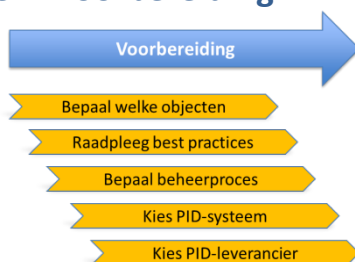 Voorbereiding
Bepaal welke objecten
Raadpleeg best practices
Bepaal beheerproces
Kies PID-systeem
Kies PID-leverancier